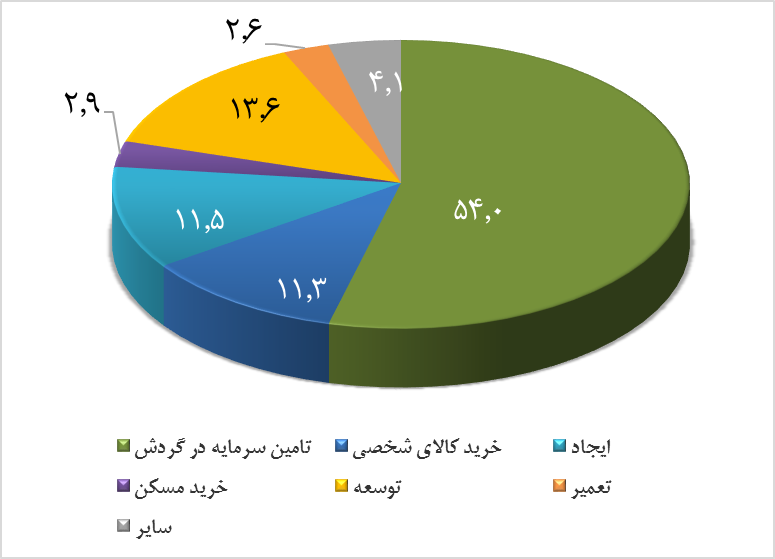 ۲٫۶
۴٫۱
۲٫۹
۱۳٫۶
۵۴٫۰
۱۱٫۵
۱۱٫۳
تامین سرمایه در گردش
خرید کالای شخصی
ایجاد
خرید مسکن
توسعه
تعمیر
سایر